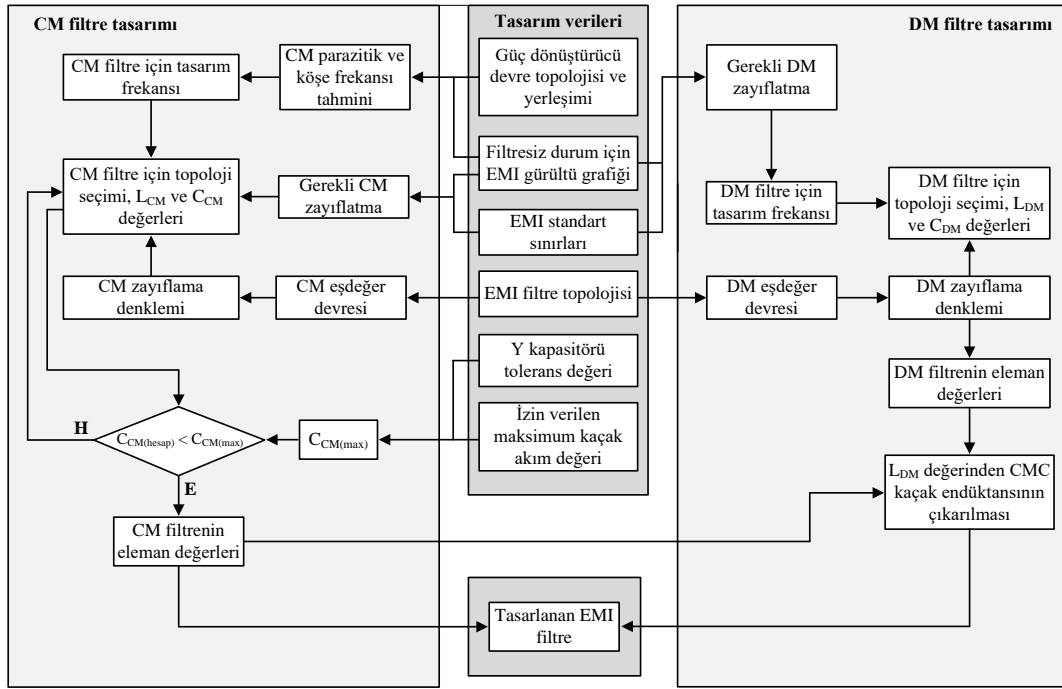 CM filtre tasarımı
CM filtre için tasarım
frekansı
CM parazitik ve
köşe frekansı
tahmini
CM filtre için topoloji
seçimi, LCM ve CCM
değerleri
Gerekli CM
zayıflatma
CM zayıflama
denklemi
CM eşdeğer
devresi
H
CCM(hesap) < CCM(max)
CCM(max)
E
CM filtrenin
eleman değerleri
Tasarım verileri
Güç dönüştürücü
devre topolojisi ve
yerleşimi
Filtresiz durum için
EMI gürültü grafiği
EMI standart
sınırları
EMI filtre topolojisi
Y kapasitörü
tolerans değeri
İzin verilen
maksimum kaçak
akım değeri
Tasarlanan EMI
filtre
DM filtre tasarımı
Gerekli DM
zayıflatma
DM filtre için
tasarım frekansı
DM filtre için
topoloji seçimi, LDM
ve CDM değerleri
DM eşdeğer
devresi
DM zayıflama
denklemi
DM filtrenin eleman
değerleri
LDM değerinden CMC
kaçak endüktansının
çıkarılması